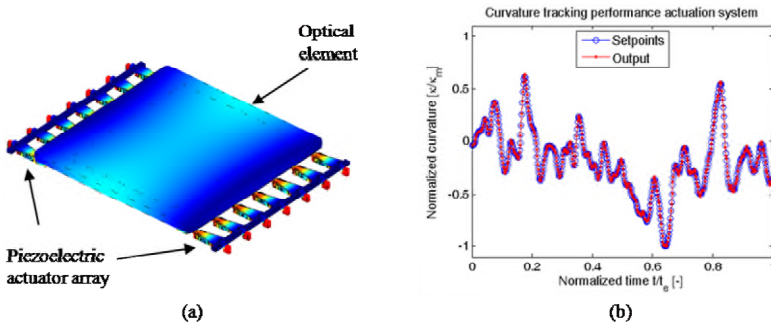 Optical
element
Piezoelectric
actuator array
(a)
Curvature tracking performance actuation system
Setpoints
Output
Normalized curvature [κ/κm]
1
0.5
0
-0.5
-1
0
0.2
0.4
0.6
0.8
Normalized time t/te [-]
(b)